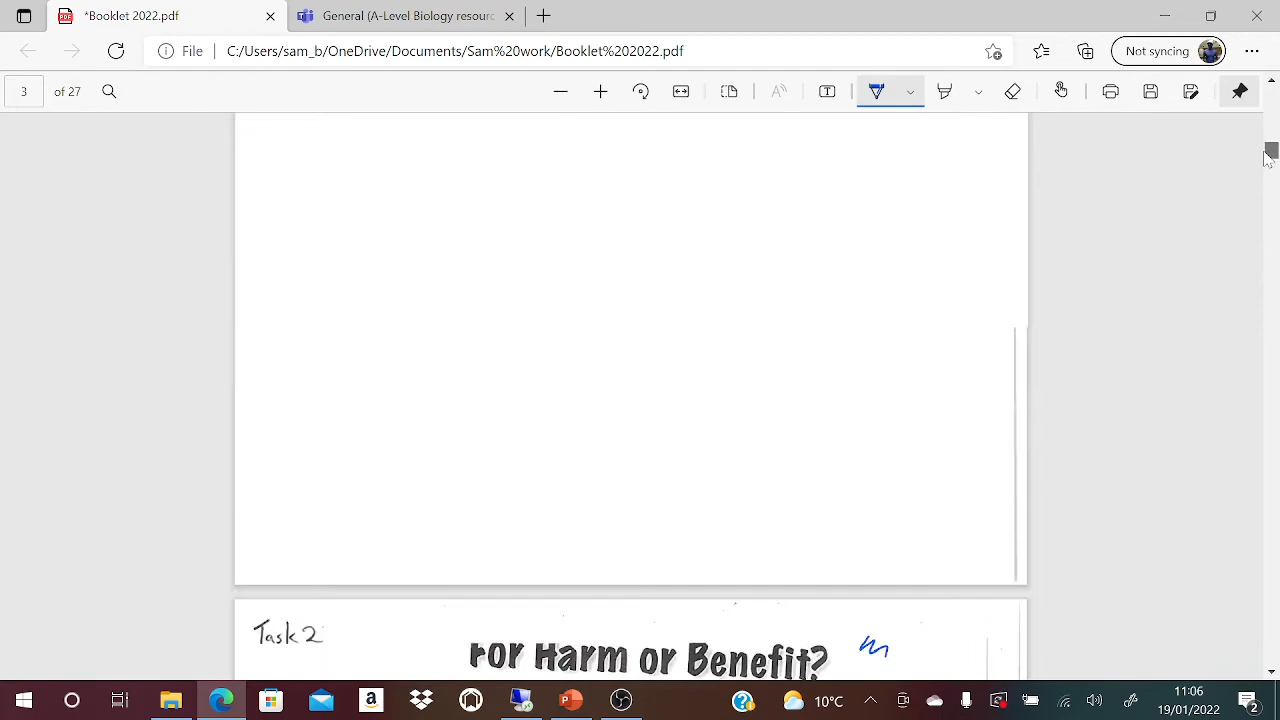 *Booklet 2022.pdf
General (A-Level Biology resourc
File
C:/Users/sam_b/OneDrive/Documents/Sam%20work/Booklet%202022.pdf
Not syncing
3 of 27
Task 2
For Harm or Benefit?
10°C
11:06
19/01/2022
2